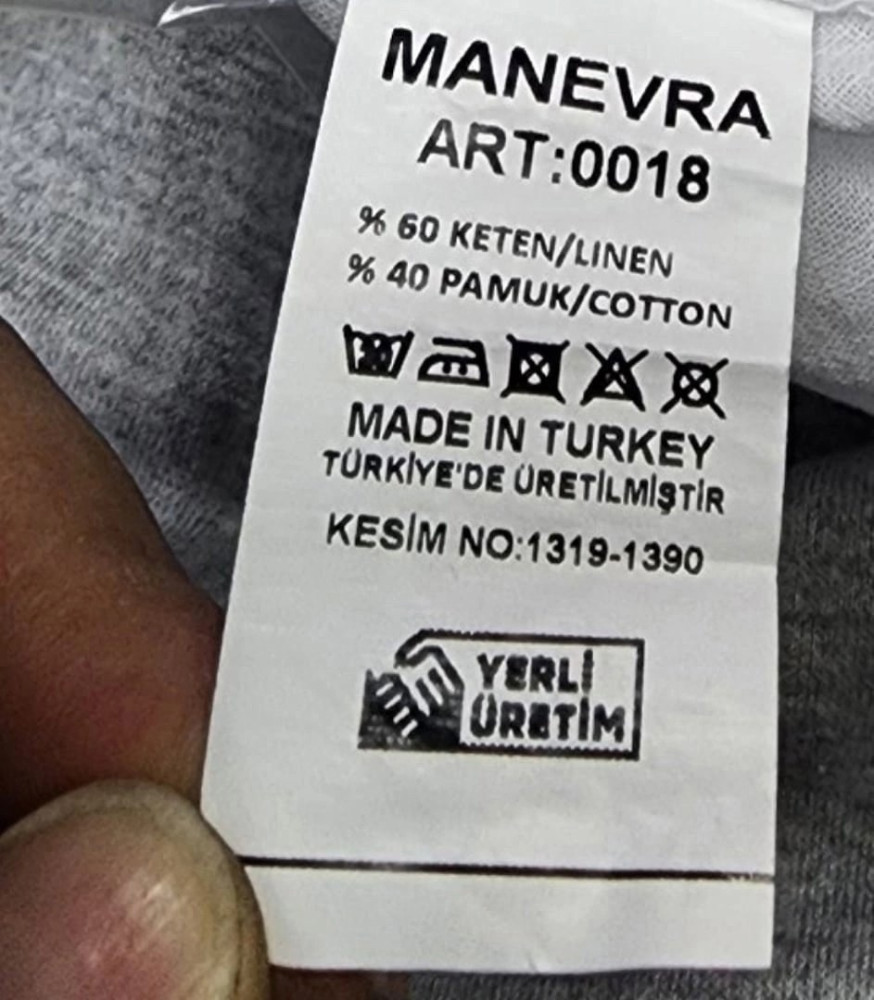 MANEVRA
ART:0018
% 60 KETEN/LINEN
% 40 PAMUK/COTTON
MADE IN TURKEY
TÜRKİYE'DE ÜRETİLMİŞTİR
KESİM NO:1319-1390
YERLİ
ÜRETİM